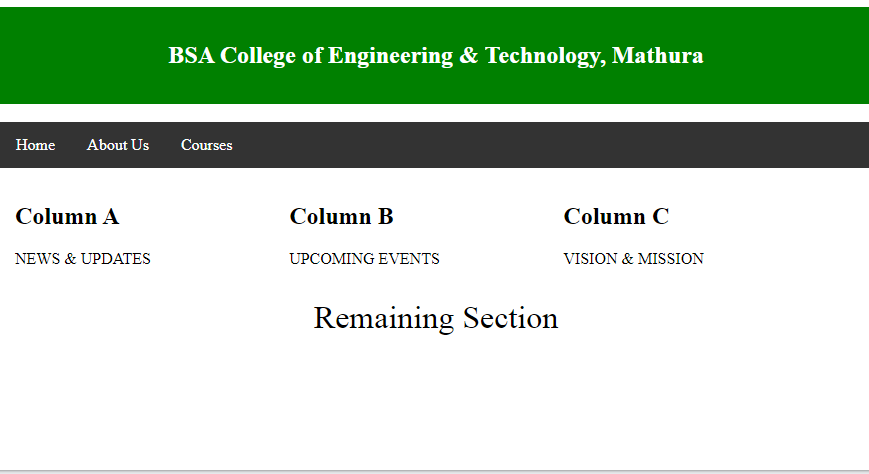 BSA College of Engineering & Technology, Mathura
Home About Us Courses
Column A Column B Column C
NEWS & UPDATES UPCOMING EVENTS VISION & MISSION
Remaining Section